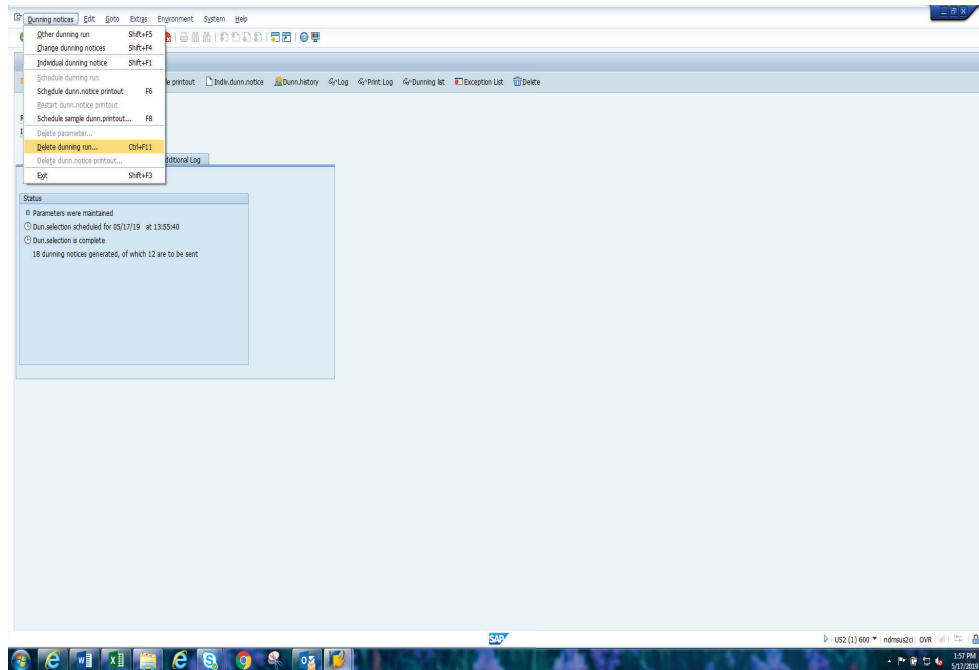 Dunning notices Edit Goto Extras Environment System Help
Other dunning run Shift+F5
Change dunning notices Shift+F4
Individual dunning notice Shift+F1
Schedule dunning run
Schedule dunn.notice printout F6
Restart dunn.notice printout
Schedule sample dunn.printout... F8
Delete parameter...
Delete dunning run... Ctrl+F11
Delete dunn.notice printout...
Exit Shift+F3
printout Indiv.dunn.notice Dunn.history Log Print Log Dunning list Exception List Delete
dditional Log
Status
Parameters were maintained
Dun.selection scheduled for 05/17/19 at 13:55:40
Dun.selection is complete
18 dunning notices generated, of which 12 are to be sent
SAP
US2 (1) 600 ndmsus2ci OVR
1:57 PM